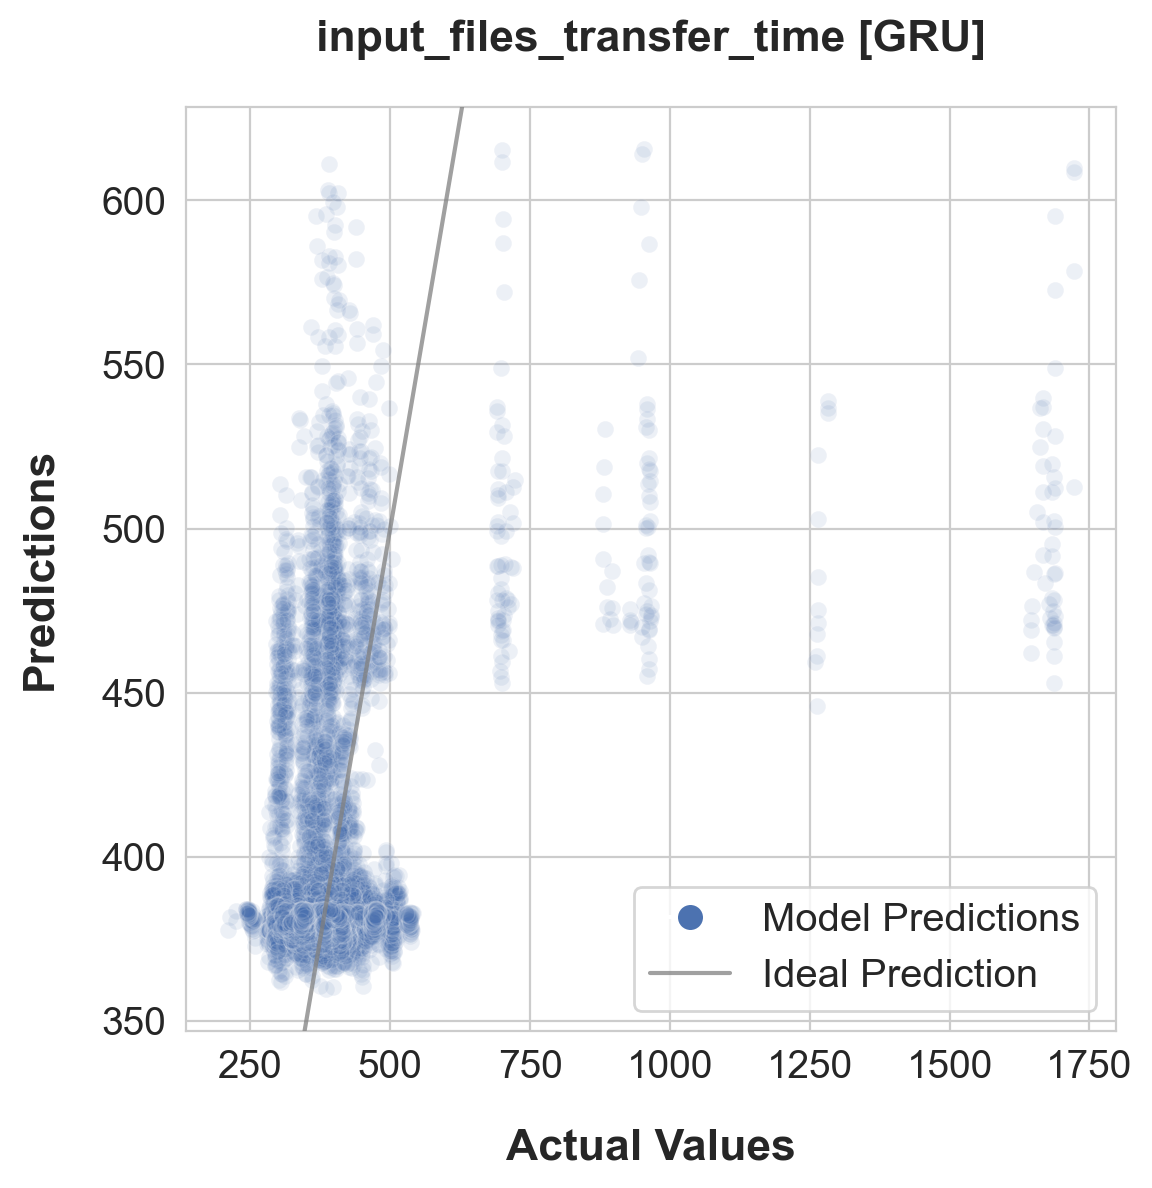 input_files_transfer_time [GRU]
Predictions
600
550
500
450
400
350
250
500
750
1000
1250
1500
1750
Actual Values
Model Predictions
Ideal Prediction